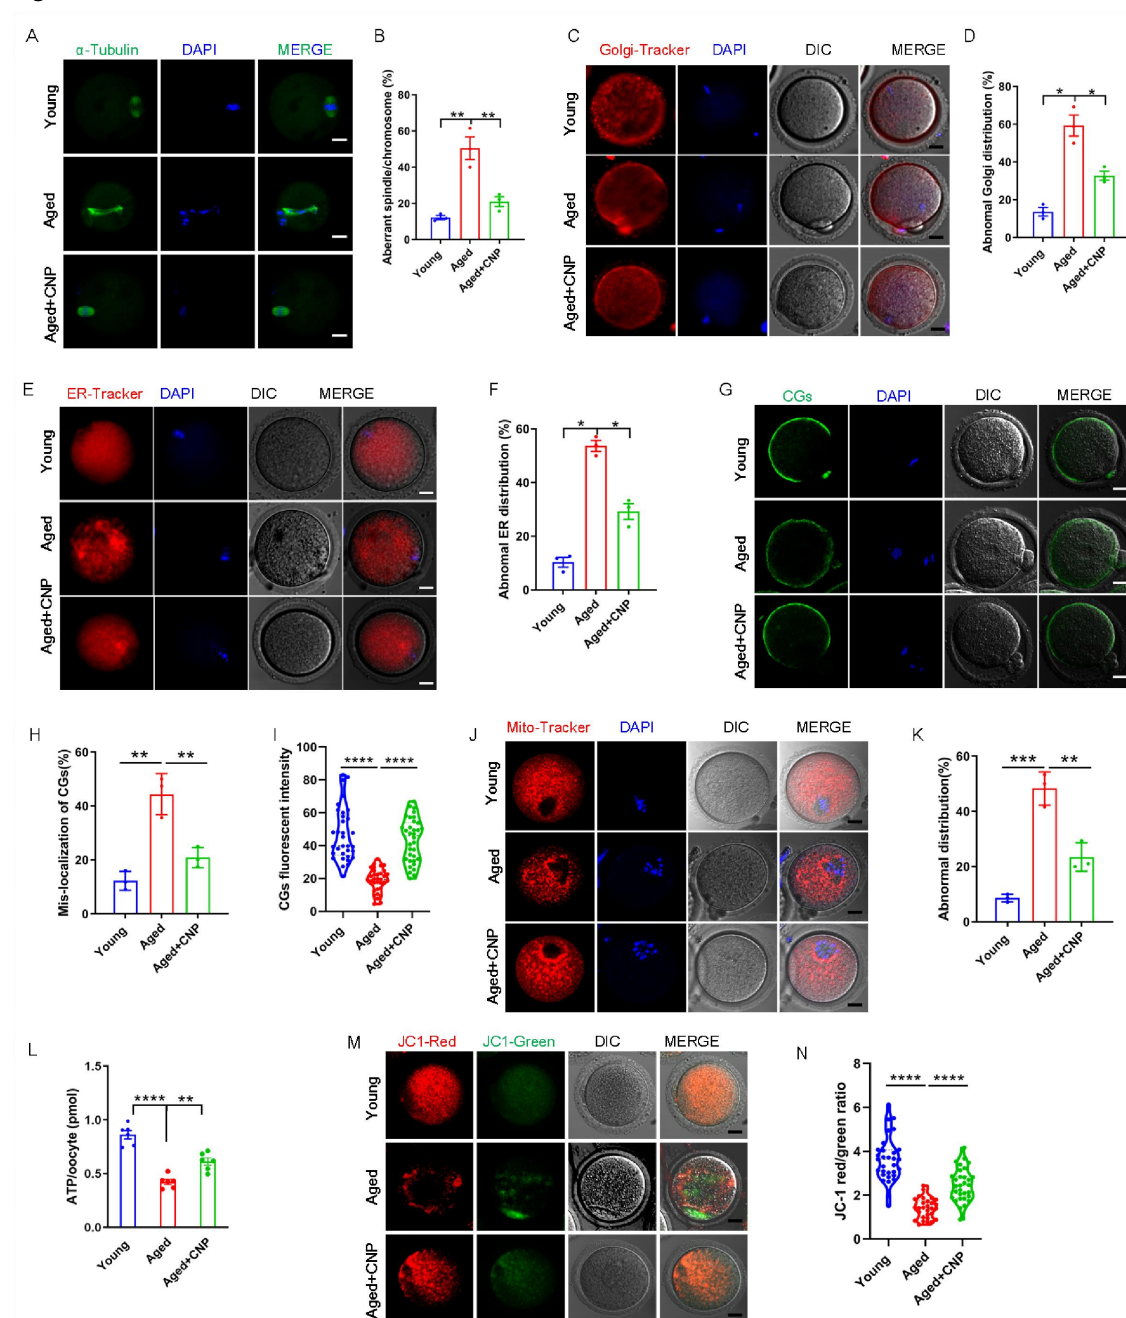 A
α-Tubulin DAPI MERGE
Young
Aged
Aged+CNP
B
Aberrant spindle/chromosome (%)
80
60
40
20
0
** **
Young Aged Aged+CNP
C
Golgi-Tracker DAPI DIC MERGE
Young
Aged
Aged+CNP
D
Abnomal Golgi distribution (%)
80
60
40
20
0
* *
Young Aged Aged+CNP
E
ER-Tracker DAPI DIC MERGE
Young
Aged
Aged+CNP
F
Abnomal ER distribution (%)
60
40
20
0
* *
Young Aged Aged+CNP
G
CGs DAPI DIC MERGE
Young
Aged
Aged+CNP
H
Mis-localization of CGs(%)
60
40
20
0
** **
Young Aged Aged+CNP
I
CGs fluorescent intensity
100
80
60
40
20
0
**** ****
Young Aged Aged+CNP
J
Mito-Tracker DAPI DIC MERGE
Young
Aged
Aged+CNP
K
Abnormal distribution(%)
60
40
20
0
*** **
Young Aged Aged+CNP
L
ATP/oocyte (pmol)
1.5
1.0
0.5
0.0
**** **
Young Aged Aged+CNP
M
JC1-Red JC1-Green DIC MERGE
Young
Aged
Aged+CNP
N
JC-1 red/green ratio
8
6
4
2
0
**** ****
Young Aged Aged+CNP